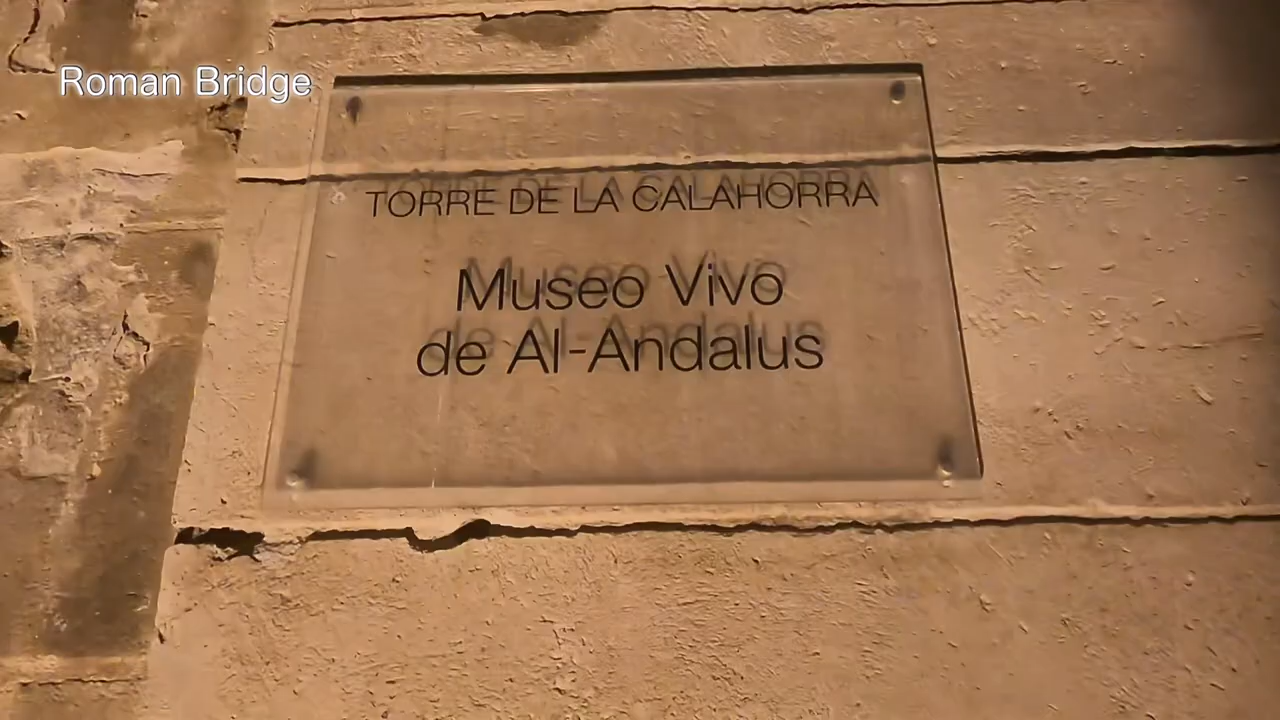 Roman Bridge
TORRE DE LA CALAHORRA
Museo Vivo
de Al-Andalus